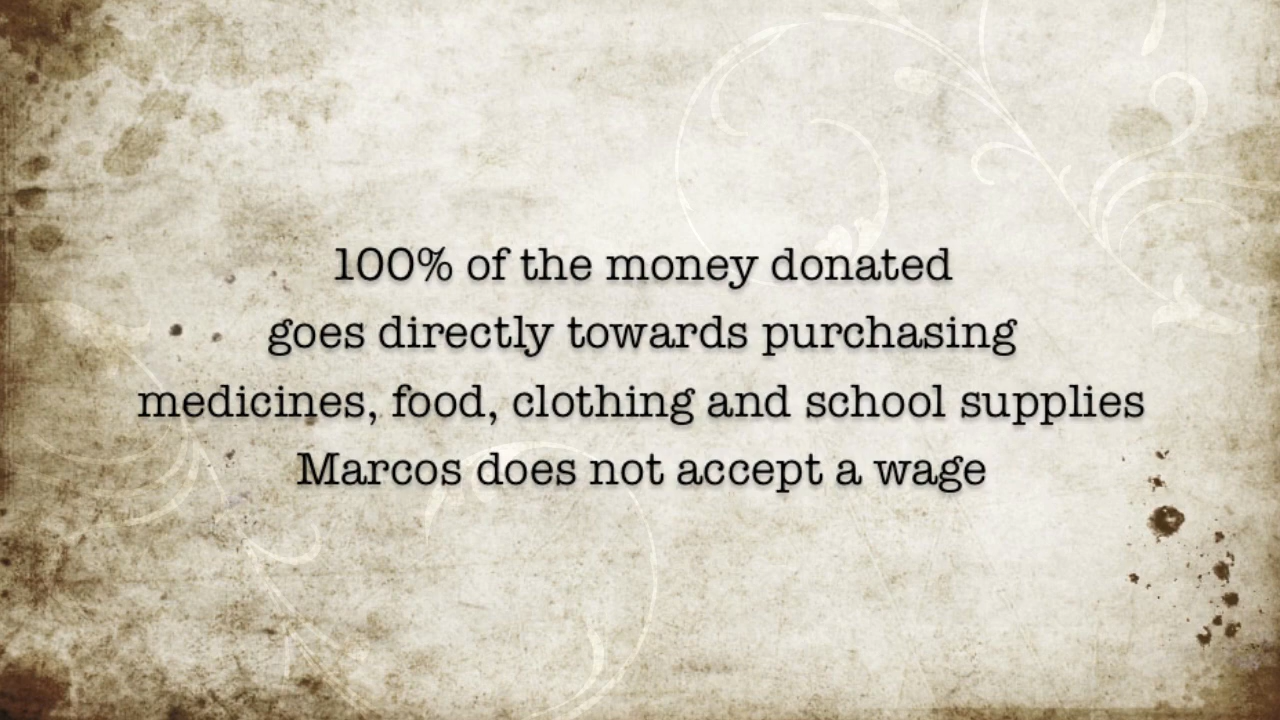 100% of the money donated
goes directly towards purchasing
medicines, food, clothing and school supplies
Marcos does not accept a wage